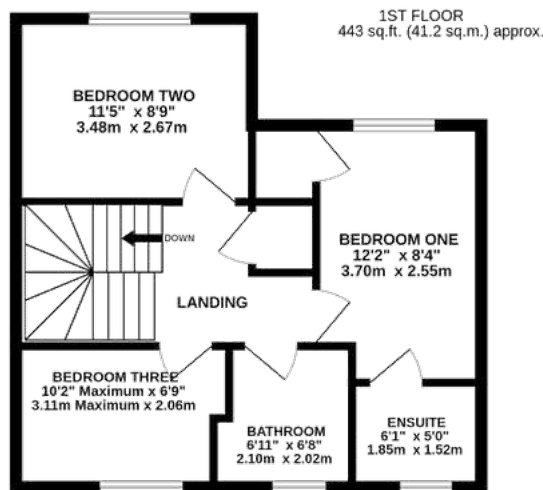 1ST FLOOR
443 sq.ft. (41.2 sq.m.) approx.
BEDROOM TWO
11'5" x 8'9"
3.48m x 2.67m
DOWN
BEDROOM ONE
12'2" x 8'4"
3.70m x 2.55m
LANDING
BEDROOM THREE
10'2" Maximum x 6'9"
3.11m Maximum x 2.06m
BATHROOM
6'11" x 6'8"
2.10m x 2.02m
ENSUITE
6'1" x 5'0"
1.85m x 1.52m